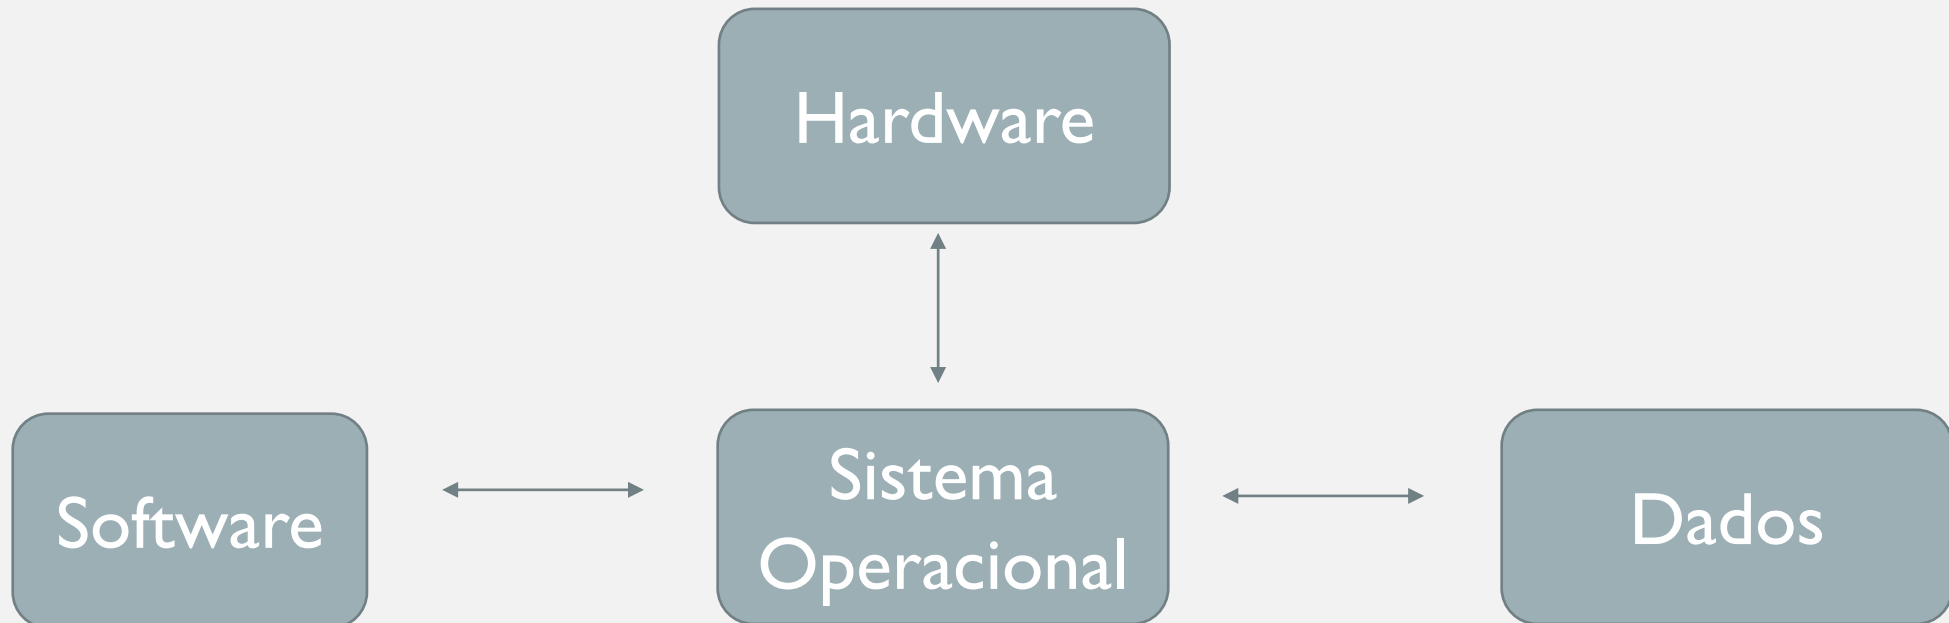 Hardware
Software
Sistema
Operacional
Dados